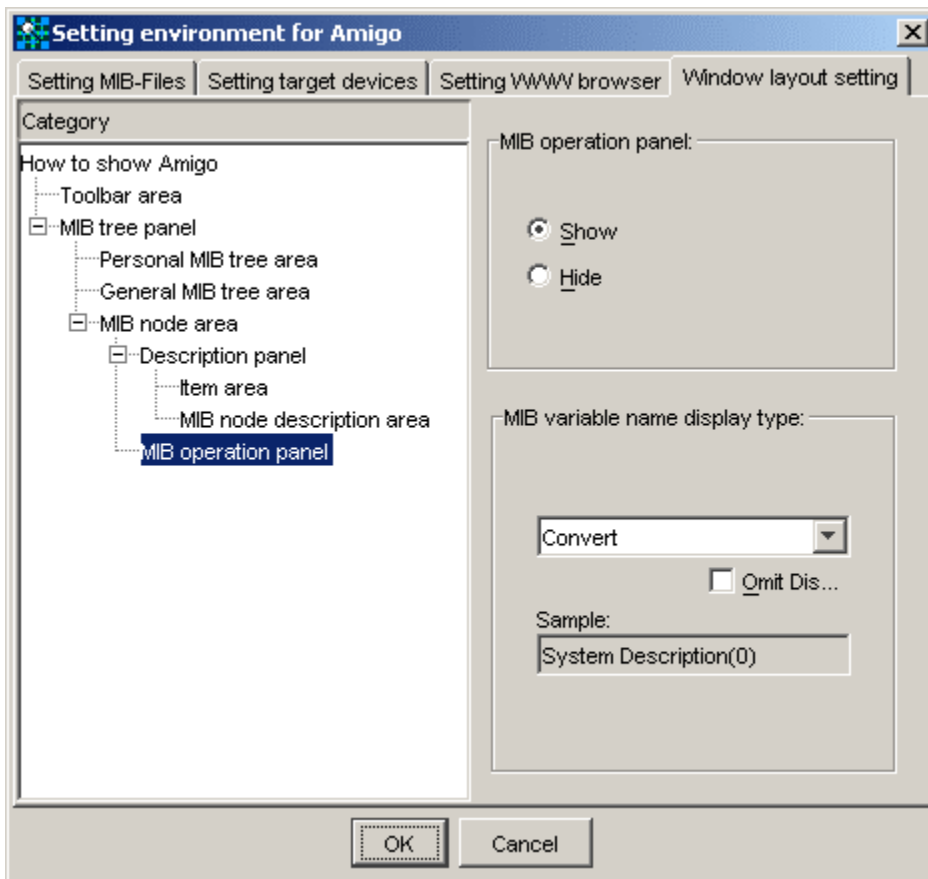 Setting environment for Amigo
Setting MIB-Files
Setting target devices
Setting WWW browser
Window layout setting
Category
How to show Amigo
Toolbar area
MIB tree panel
Personal MIB tree area
General MIB tree area
MIB node area
Description panel
Item area
MIB node description area
MIB operation panel
MIB operation panel:
Show
Hide
MIB variable name display type:
Convert
Omit Dis...
Sample:
System Description(0)
OK
Cancel